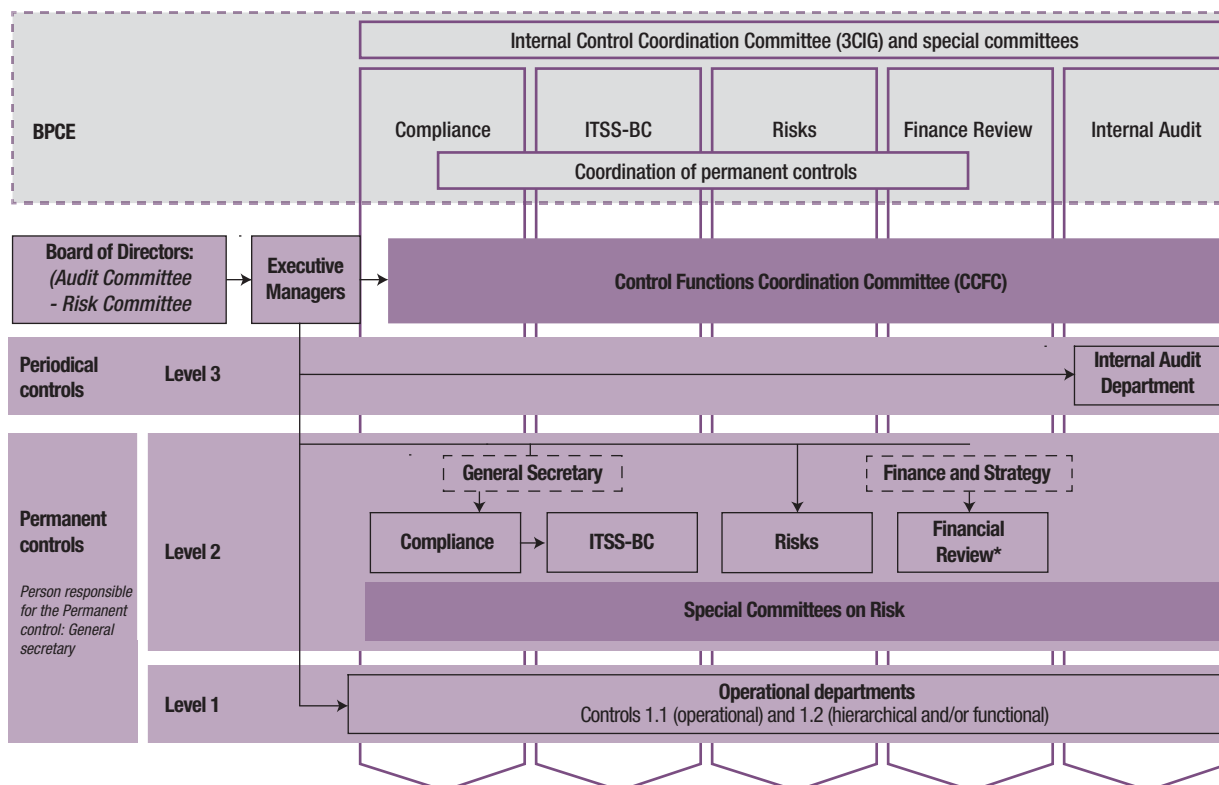 Internal Control Coordination Committee (3CIG) and special committees
BPCE
Compliance
ITSS-BC
Risks
Finance Review
Internal Audit
Coordination of permanent controls
Board of Directors:
(Audit Committee
- Risk Committee
Executive
Managers
Control Functions Coordination Committee (CCFC)
Periodical
controls
Level 3
Internal Audit
Department
Permanent
controls
Person responsible
for the Permanent
control: General
secretary
Level 2
General Secretary
Finance and Strategy
Compliance
ITSS-BC
Risks
Financial
Review*
Special Committees on Risk
Level 1
Operational departments
Controls 1.1 (operational) and 1.2 (hierarchical and/or functional)